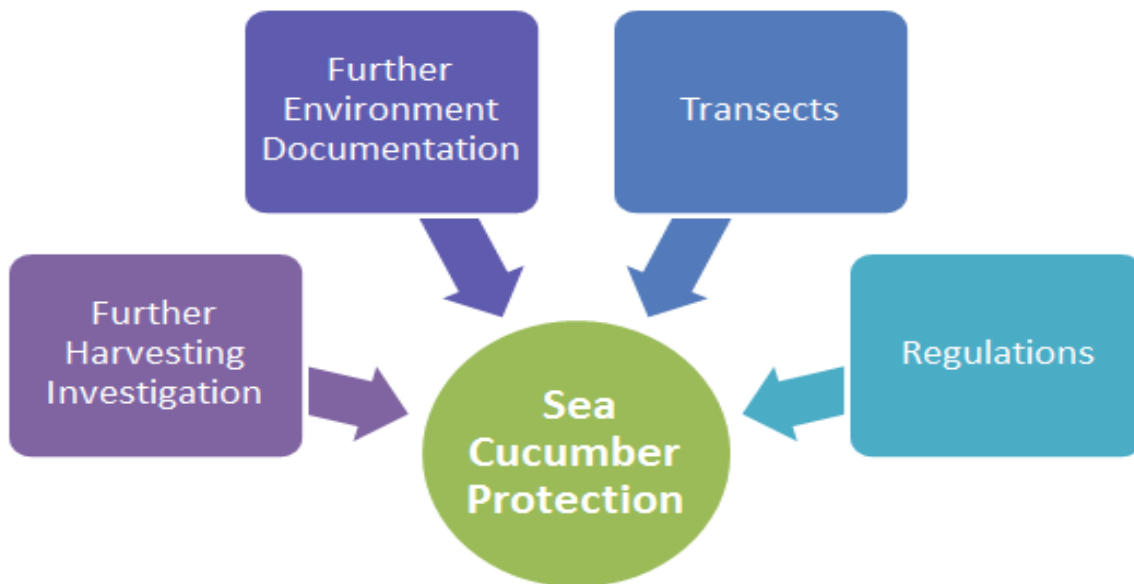 Further
Environment
Documentation
Transects
Further
Harvesting
Investigation
Regulations
Sea
Cucumber
Protection